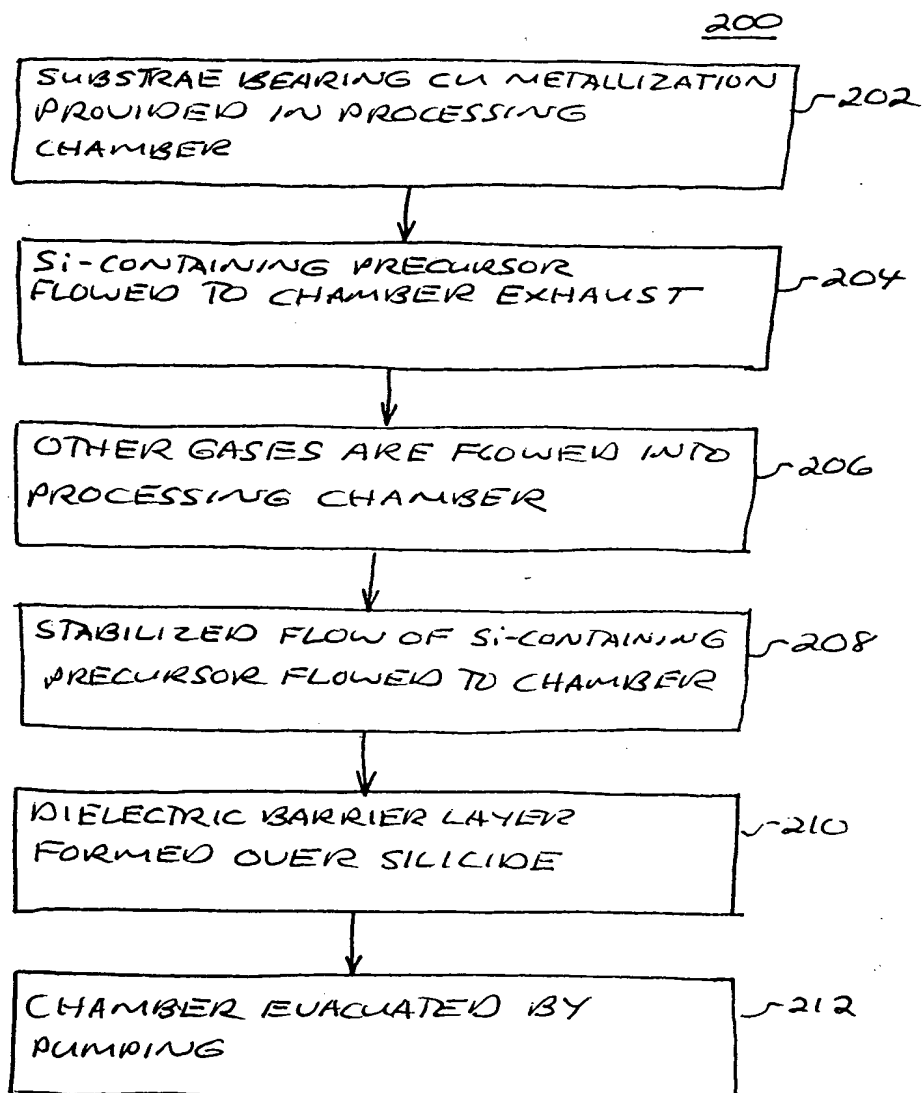 200
SUBSTRAE BEARING CU METALLIZATION
PROVIDED IN PROCESSING
CHAMBER
202
Si-CONTAINING PRECURSOR
FLOWED TO CHAMBER EXHAUST
204
OTHER GASES ARE FLOWED INTO
PROCESSING CHAMBER
206
STABILIZED FLOW OF Si-CONTAINING
PRECURSOR FLOWED TO CHAMBER
208
DIELECTRIC BARRIER LAYER
FORMED OVER SILICIDE
210
CHAMBER EVACUATED BY
PUMPING
212